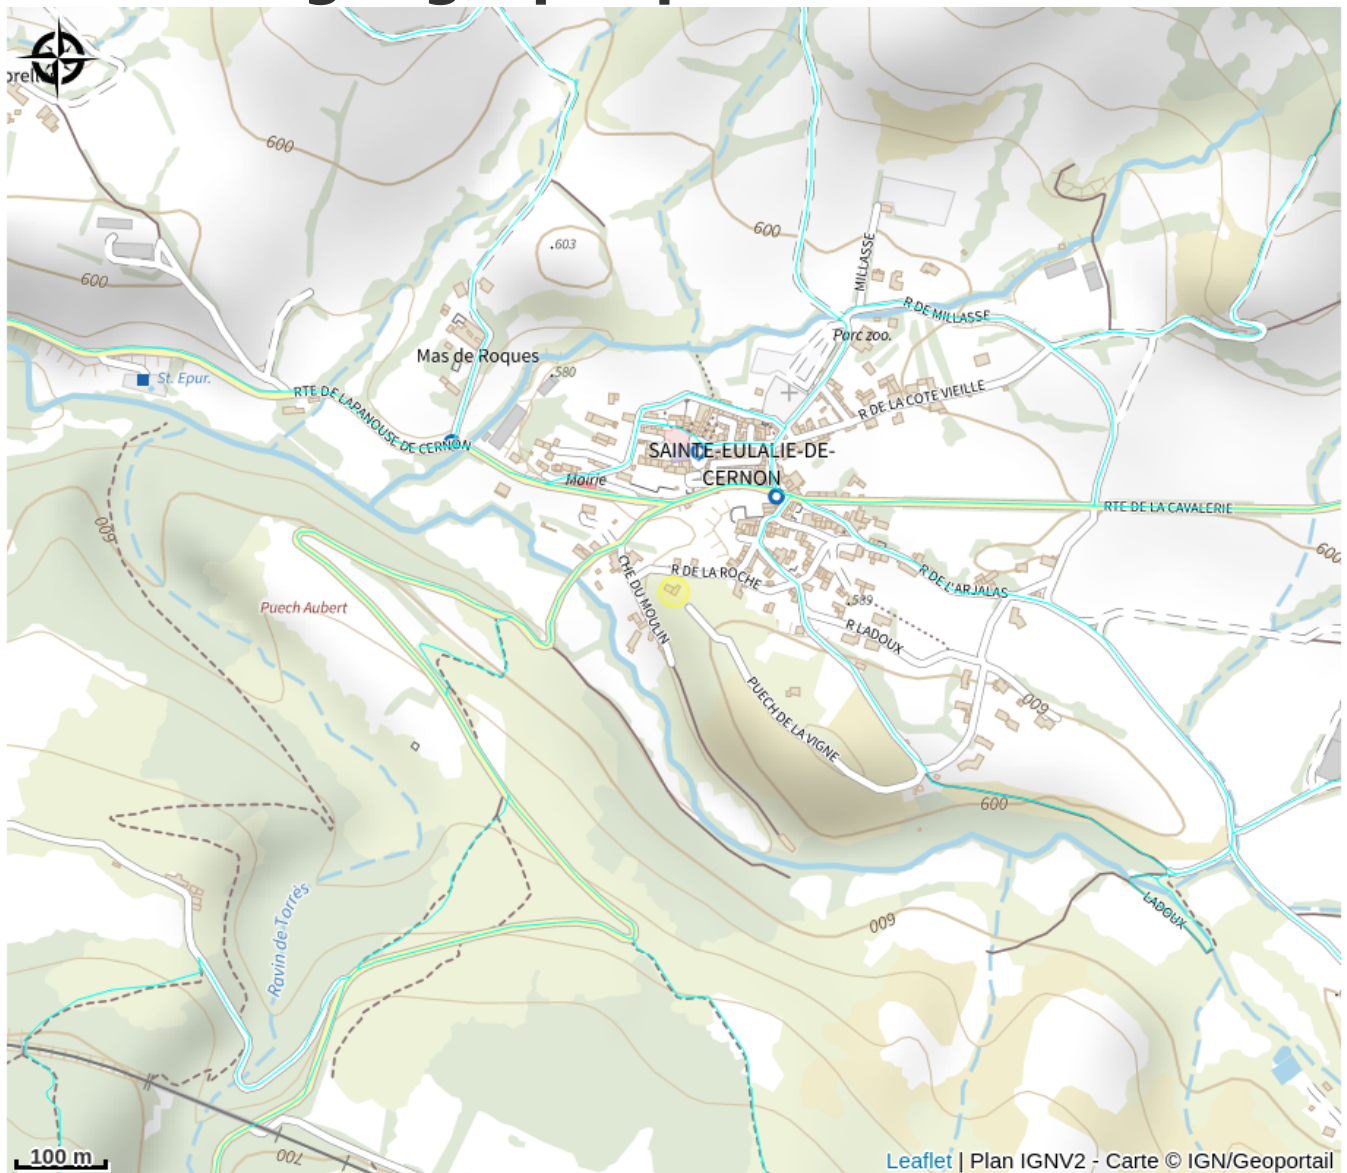 600
600
.603
600
MILLASSE
R DE MILLASSE
Parc zoo.
Mas de Roques
.580
St. Epur.
RTE DE LAPANOUSE DE CERNON
R DE LA COTE VIEILLE
SAINTE-EULALIE-DE-
CERNON
Mairie
RTE DE LA CAVALERIE
600
600
CHE DU MOULIN
R DE LA ROCHE
R DE L'ARJALAS
.589
Puech Aubert
R LADOUX
PUECH DE LA VIGNE
600
600
LADOUX
600
Ravin de Torrés
700
100 m
Leaflet | Plan IGNV2 - Carte © IGN/Geoportail